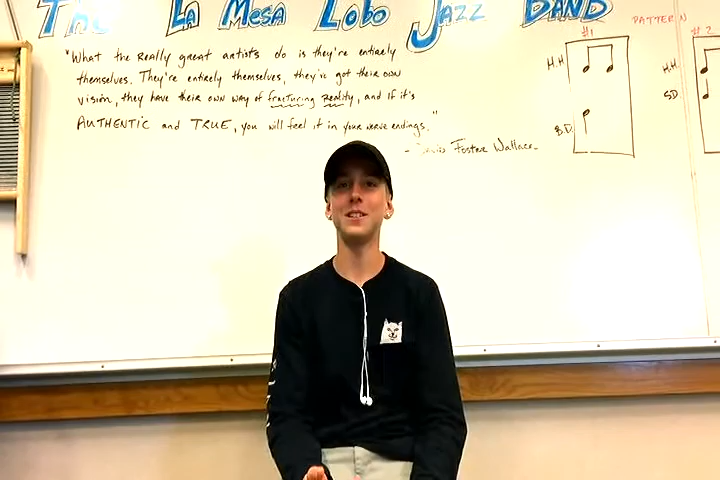 The La Mesa Lobo Jazz BAND
"What the Really great artists do is they're entirely
themselves. They're entirely themselves, they've got their own
vision, they have their own way of fracturing Reality, and if it's
AUTHENTIC and TRUE, you will feel it in your nerve endings."
- David Foster Wallace-
PATTERN
#1
#2
H.H
B.D.
H.H
S.D